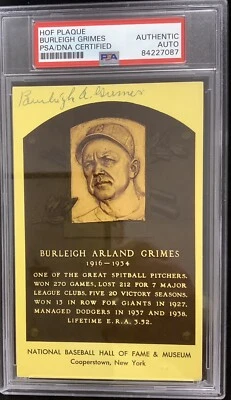 HOF PLAQUE
BURLEIGH GRIMES
PSA/DNA CERTIFIED
AUTHENTIC
AUTO
84227087
PSA
Burleigh A. Grimes
BURLEIGH ARLAND GRIMES
1916-1934
ONE OF THE GREAT SPITBALL PITCHERS.
WON 270 GAMES, LOST 212 FOR 7 MAJOR
LEAGUE CLUBS. FIVE 20 VICTORY SEASONS.
WON 13 IN ROW FOR GIANTS IN 1927.
MANAGED DODGERS IN 1937 AND 1938.
LIFETIME E.R.A. 3.52.
NATIONAL BASEBALL HALL OF FAME & MUSEUM
Cooperstown, New York